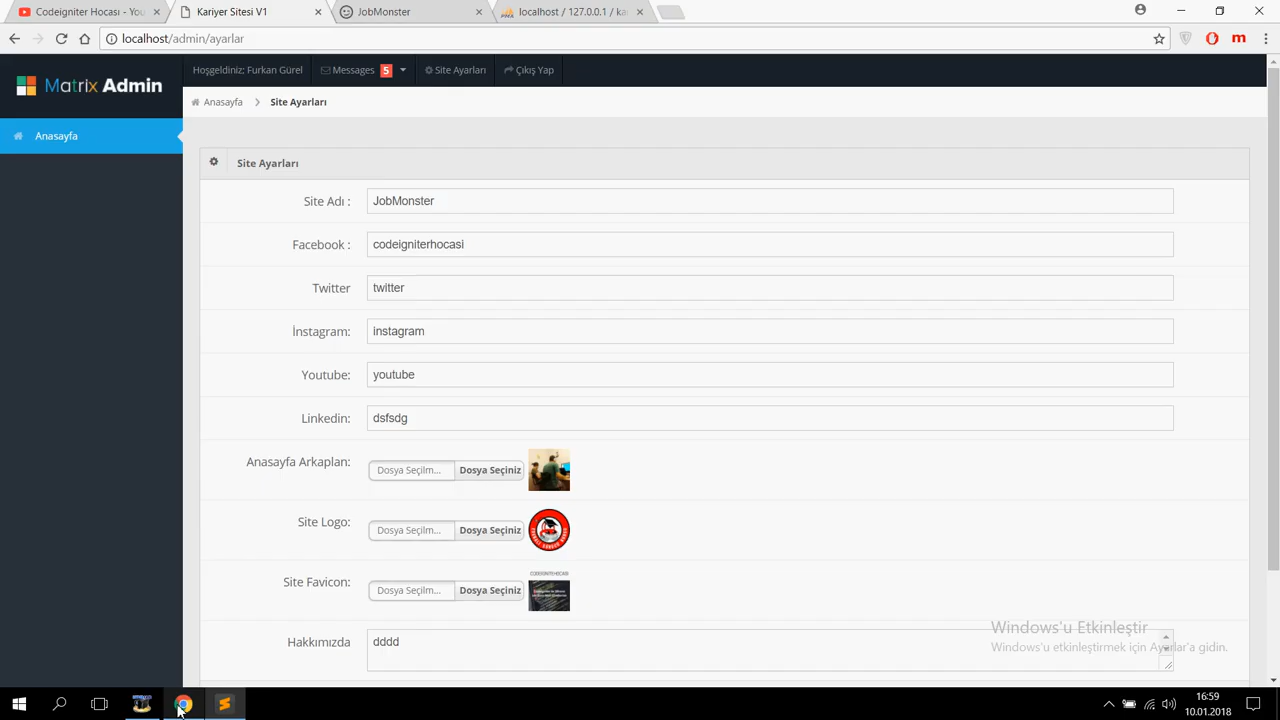 Codeigniter Hocası - You
Kariyer Sitesi V1
JobMonster
localhost / 127.0.0.1 / ka
localhost/admin/ayarlar
Matrix Admin
Hoşgeldiniz; Furkan Gürel
Messages 5
Site Ayarları
Çıkış Yap
Anasayfa
Anasayfa
Site Ayarları
Site Ayarları
Site Adı :
JobMonster
Facebook :
codeigniterhocasi
Twitter
twitter
İnstagram:
instagram
Youtube:
youtube
Linkedin:
dsfsdg
Anasayfa Arkaplan:
Dosya Seçilm...
Dosya Seçiniz
Site Logo:
Dosya Seçilm...
Dosya Seçiniz
Site Favicon:
Dosya Seçilm...
Dosya Seçiniz
CODEIGNITERHOCASI
Hakkımızda
dddd
Windows'u Etkinleştir
Windows'u etkinleştirmek için Ayarlar'a gidin.
16:59
10.01.2018